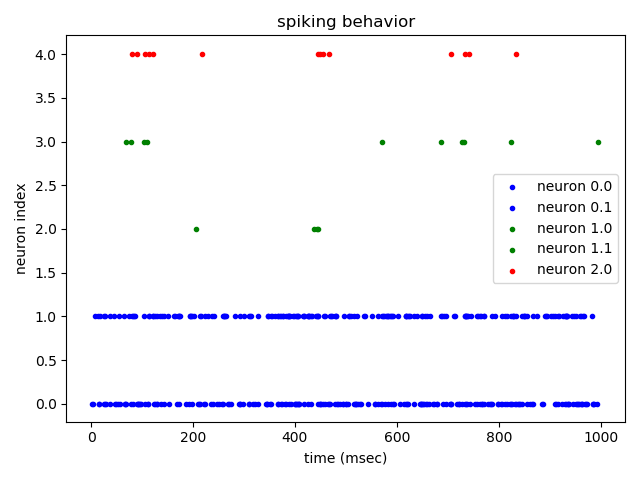 spiking behavior
4.0
3.5
3.0
2.5
2.0
1.5
1.0
0.5
0.0
neuron index
neuron 0.0
neuron 0.1
neuron 1.0
neuron 1.1
neuron 2.0
0 200 400 600 800 1000
time (msec)